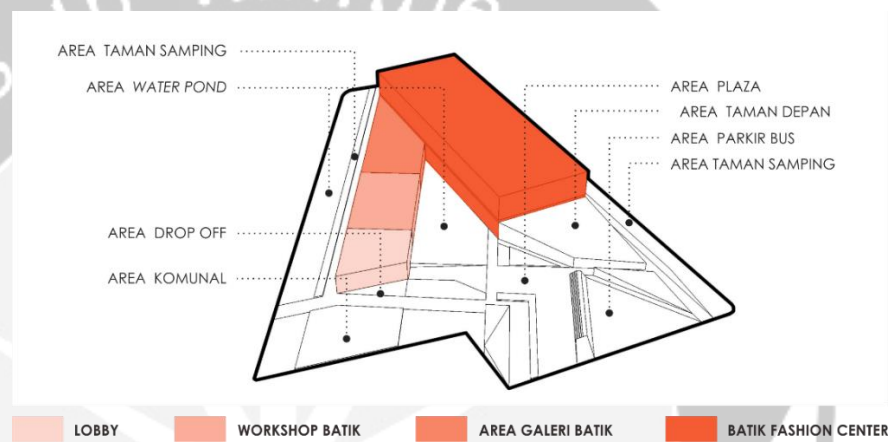 AREA TAMAN SAMPING
AREA WATER POND
AREA DROP OFF
AREA KOMUNAL
AREA PLAZA
AREA TAMAN DEPAN
AREA PARKIR BUS
AREA TAMAN SAMPING
LOBBY
WORKSHOP BATIK
AREA GALERI BATIK
BATIK FASHION CENTER